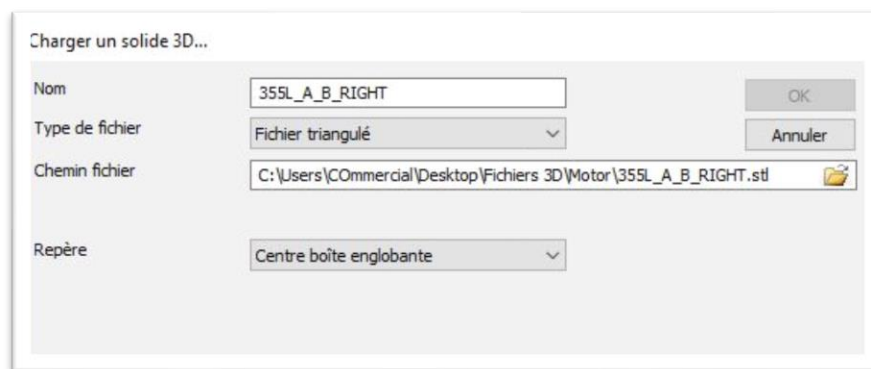 Charger un solide 3D...
Nom
355L_A_B_RIGHT
OK
Type de fichier
Fichier triangulé
Annuler
Chemin fichier
C:\Users\COmmercial\Desktop\Fichiers 3D\Motor\355L_A_B_RIGHT.stl
Repère
Centre boîte englobante